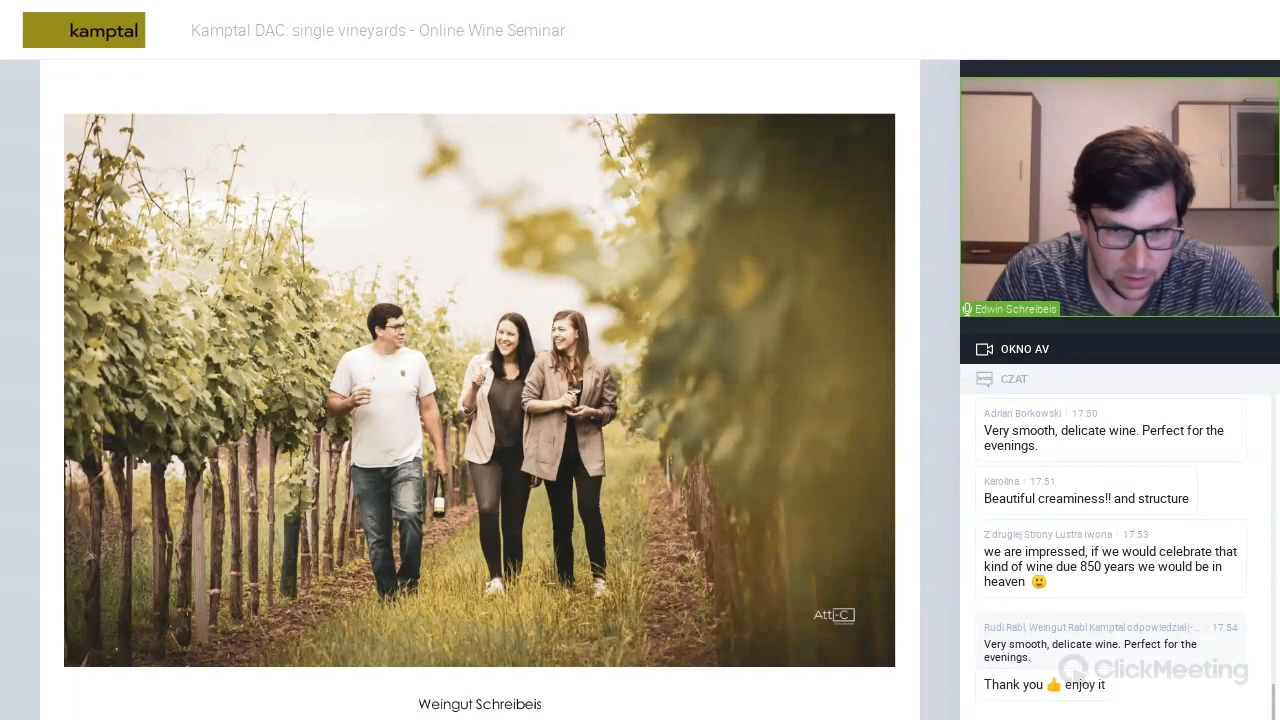 kamptal
Kamptal DAC: single vineyards - Online Wine Seminar
Att-C
Weingut Schreibeis
Edwin Schreibeis
OKNO AV
CZAT
Adrian Borkowski 17:50
Very smooth, delicate wine. Perfect for the
evenings.
Karolina 17:51
Beautiful creaminess!! and structure
Z drugiej Strony Lustra Iwona 17:53
we are impressed, if we would celebrate that
kind of wine due 850 years we would be in
heaven 🙂
Rudi Rabl, Weingut Rabl Kamptal odpowiedział(-... 17:54
Very smooth, delicate wine. Perfect for the
evenings.
Thank you 👍 enjoy it
ClickMeeting